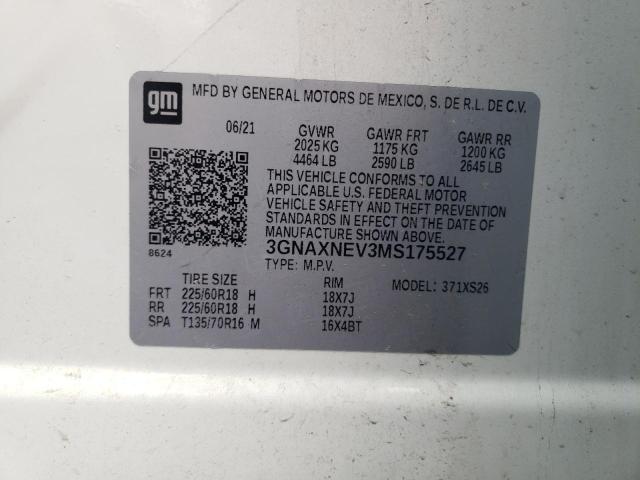 gm
MFD BY GENERAL MOTORS DE MEXICO, S. DE R.L. DE C.V.
06/21 GVWR GAWR FRT GAWR RR
2025 KG 1175 KG 1200 KG
4464 LB 2590 LB 2645 LB
THIS VEHICLE CONFORMS TO ALL
APPLICABLE U.S. FEDERAL MOTOR
VEHICLE SAFETY AND THEFT PREVENTION
STANDARDS IN EFFECT ON THE DATE OF
MANUFACTURE SHOWN ABOVE.
8624 3GNAXNEV3MS175527
TYPE: M.P.V.
TIRE SIZE RIM MODEL: 371XS26
FRT 225/60R18 H 18X7J
RR 225/60R18 H 18X7J
SPA T135/70R16 M 16X4BT